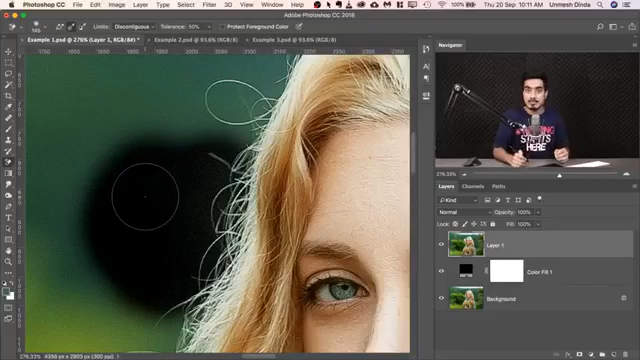 Photoshop CC File Edit Image Layer Type Select Filter 3D View Window Help
100% Thu 20 Sep 10:11 AM Unmesh Dinda
Adobe Photoshop CC 2018
145 Limits: Discontiguous Tolerance: 50% Protect Foreground Color
Example 1.psd @ 276% (Layer 1, RGB/8#) * Example 2.psd @ 93.6% (RGB/8#) Example 3.psd @ 93.6% (RGB/8#)
Navigator
HERE
276.33%
Layers Channels Paths
Kind
Normal Opacity: 100%
Lock: Fill: 100%
Layer 1
Color Fill 1
Background
276.33% 4356 px x 2903 px (300 ppi)